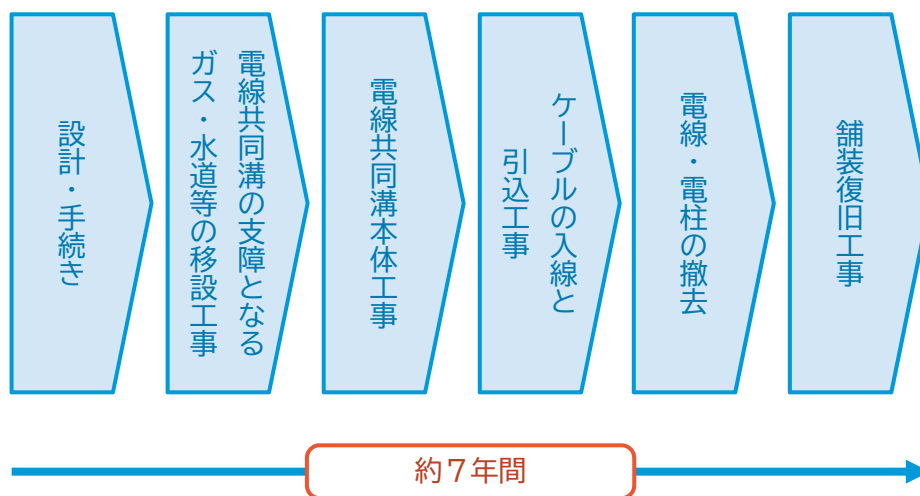 設計・手続き
電線共同溝の支障となる
ガス・水道等の移設工事
電線共同溝本体工事
ケーブルの入線と
引込工事
電線・電柱の撤去
舗装復旧工事
約7年間